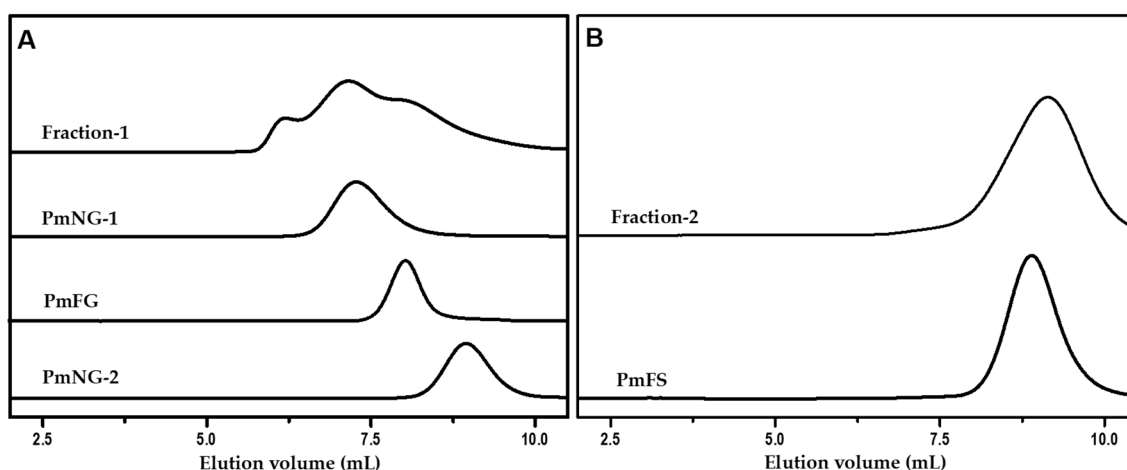 A
Fraction-1
PmNG-1
PmFG
PmNG-2
2.5 5.0 7.5 10.0
Elution volume (mL)
B
Fraction-2
PmFS
2.5 5.0 7.5 10.0
Elution volume (mL)